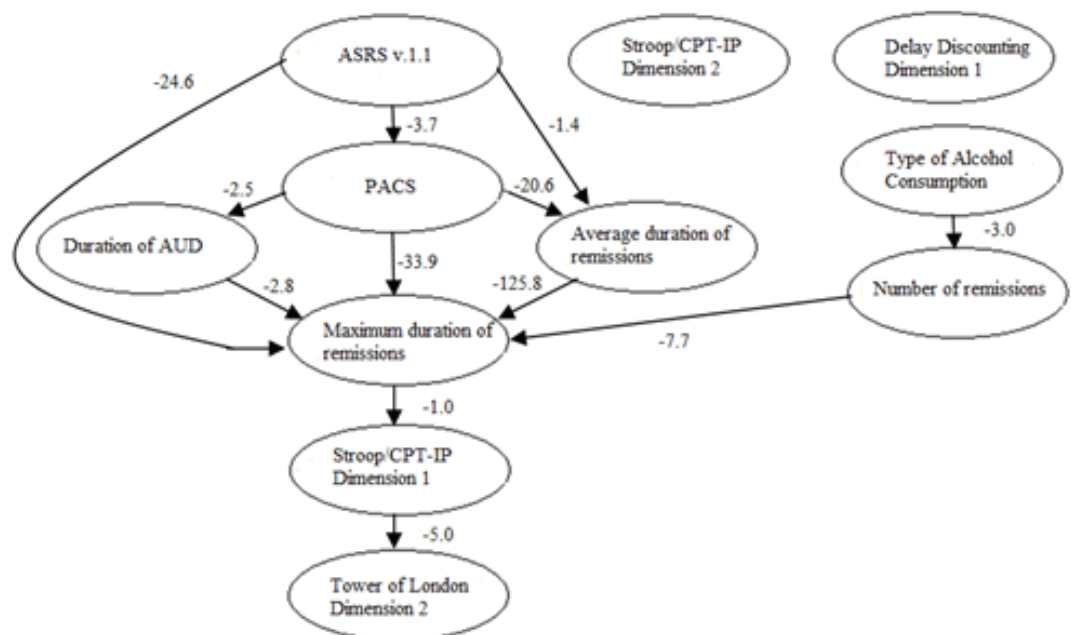 ASRS v.1.1
Stroop/CPT-IP
Dimension 2
Delay Discounting
Dimension 1
-24.6
-3.7
-1.4
Type of Alcohol
Consumption
PACS
-2.5
-20.6
-3.0
Duration of AUD
Average duration of
remissions
-33.9
-2.8
-125.8
Number of remissions
Maximum duration of
remissions
-7.7
-1.0
Stroop/CPT-IP
Dimension 1
-5.0
Tower of London
Dimension 2